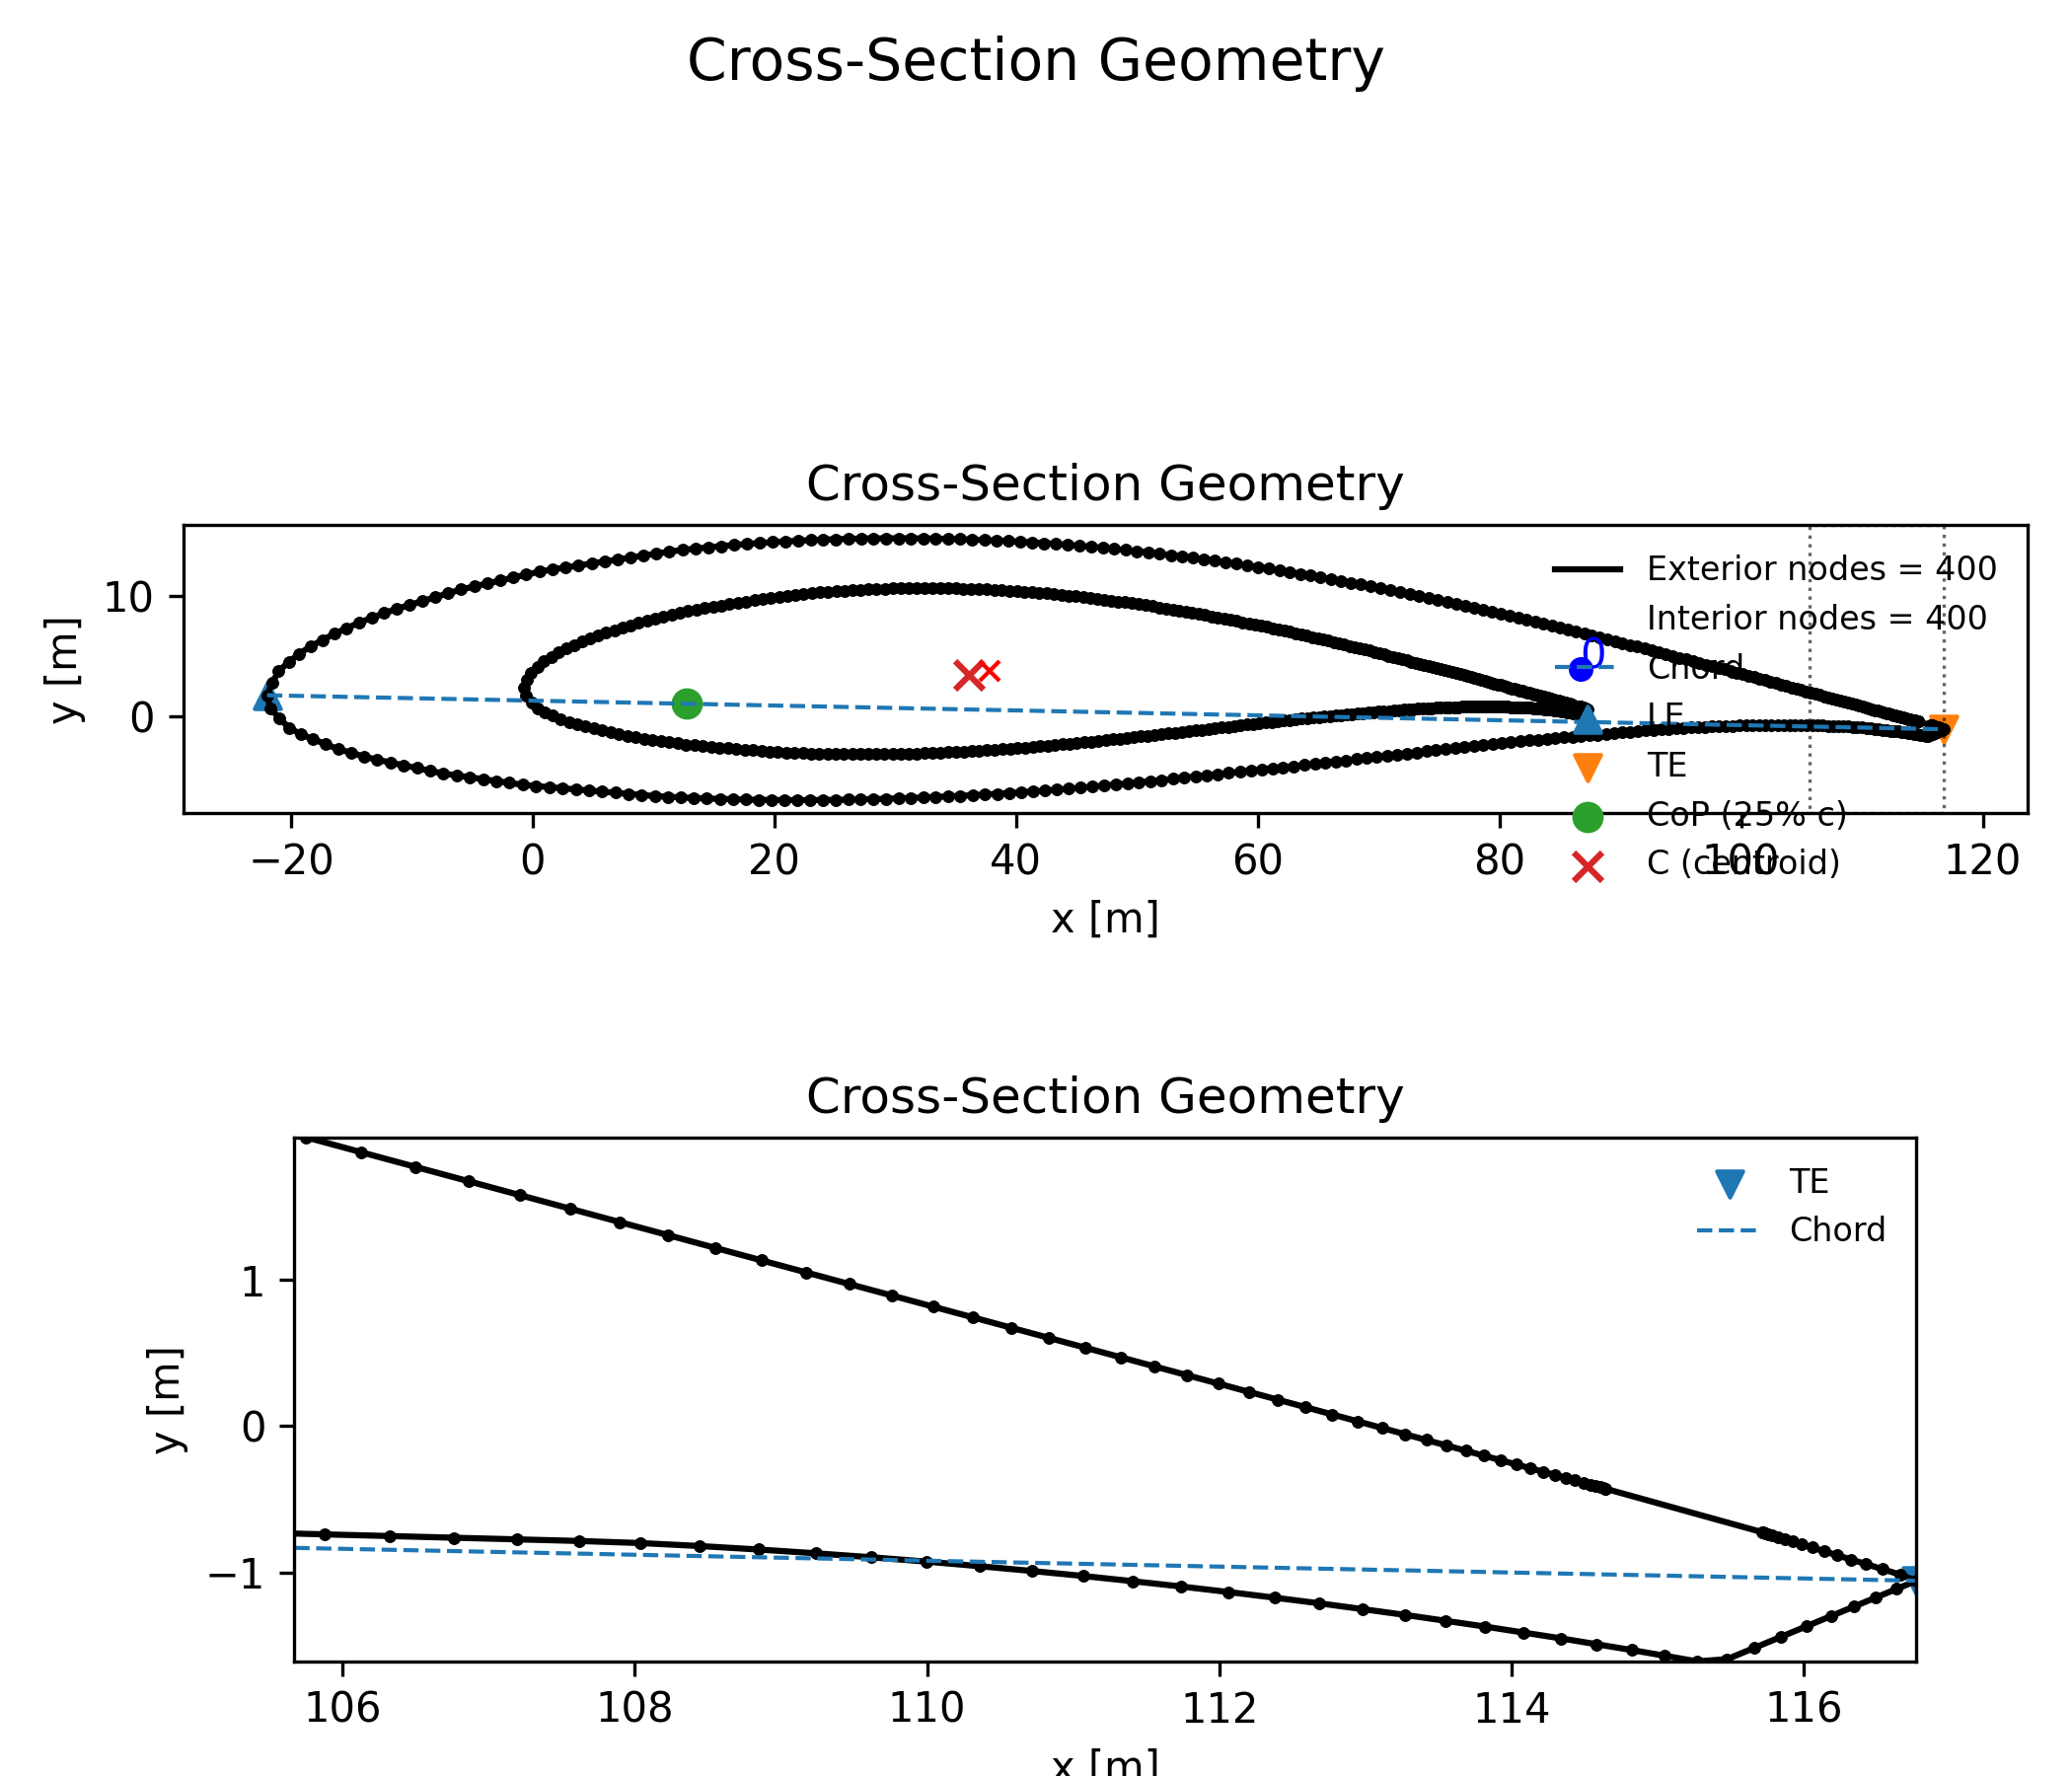 Cross-Section Geometry
Cross-Section Geometry
y [m]
10
0
Exterior nodes = 400
Interior nodes = 400
0
Chord
LE
TE
CoP (25% c)
C (centroid)
−20 0 20 40 60 80 100 120
x [m]
Cross-Section Geometry
TE
Chord
y [m]
1
0
−1
106 108 110 112 114 116
x [m]